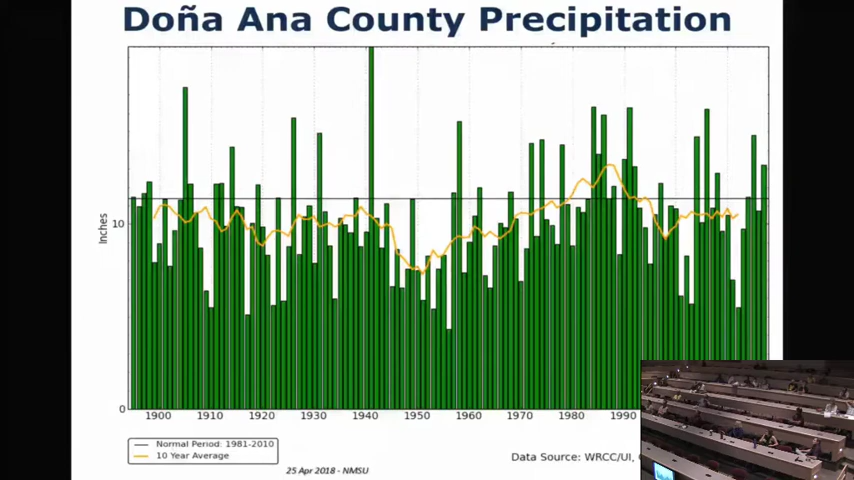 Doña Ana County Precipitation
Inches
10
0
1900 1910 1920 1930 1940 1950 1960 1970 1980 1990
Normal Period: 1981-2010
10 Year Average
Data Source: WRCC/UI,
25 Apr 2018 - NMSU